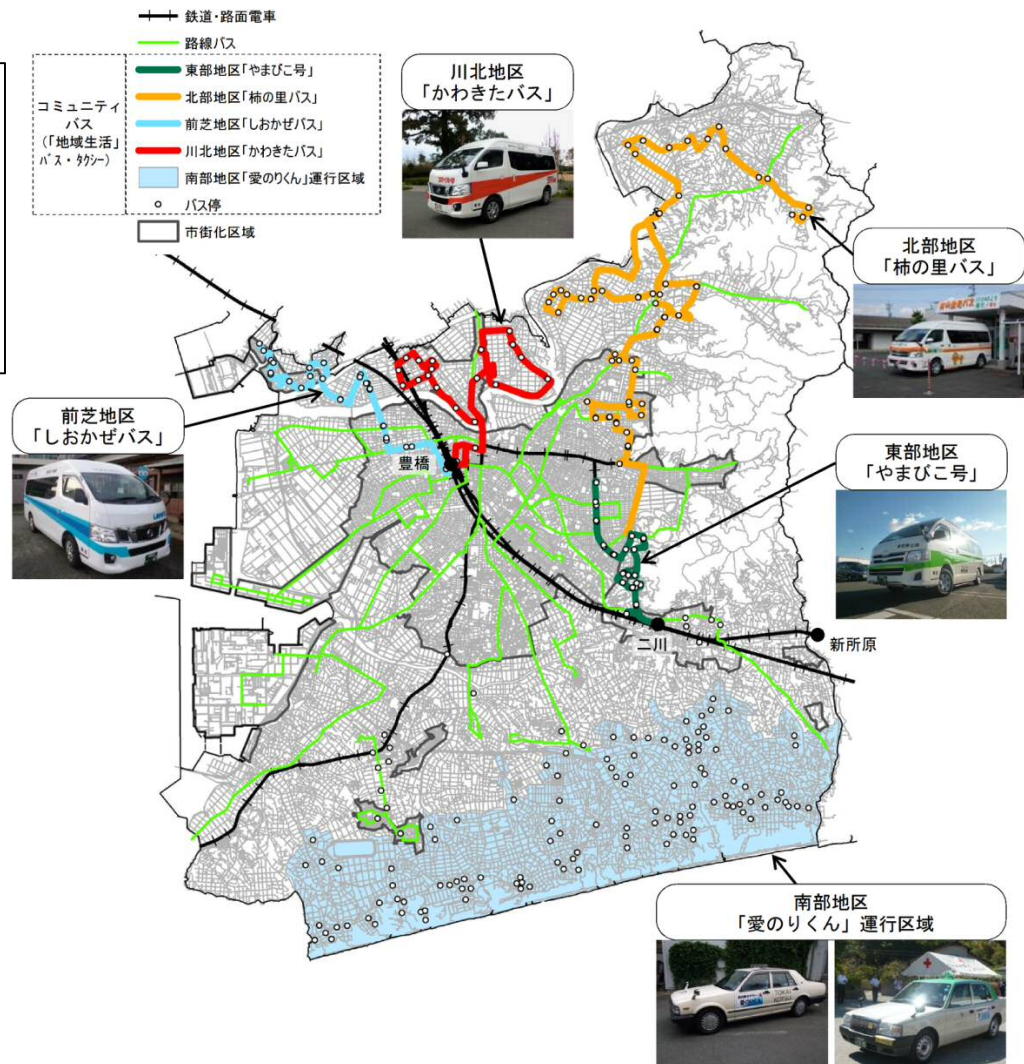 鉄道・路面電車
路線バス
コミュニティ
バス
(「地域生活」
バス・タクシー)
東部地区「やまびこ号」
北部地区「柿の里バス」
前芝地区「しおかぜバス」
川北地区「かわきたバス」
南部地区「愛のりくん」運行区域
バス停
市街化区域
川北地区
「かわきたバス」
北部地区
「柿の里バス」
前芝地区
「しおかぜバス」
豊橋
東部地区
「やまびこ号」
二川
新所原
南部地区
「愛のりくん」運行区域
TOKAI